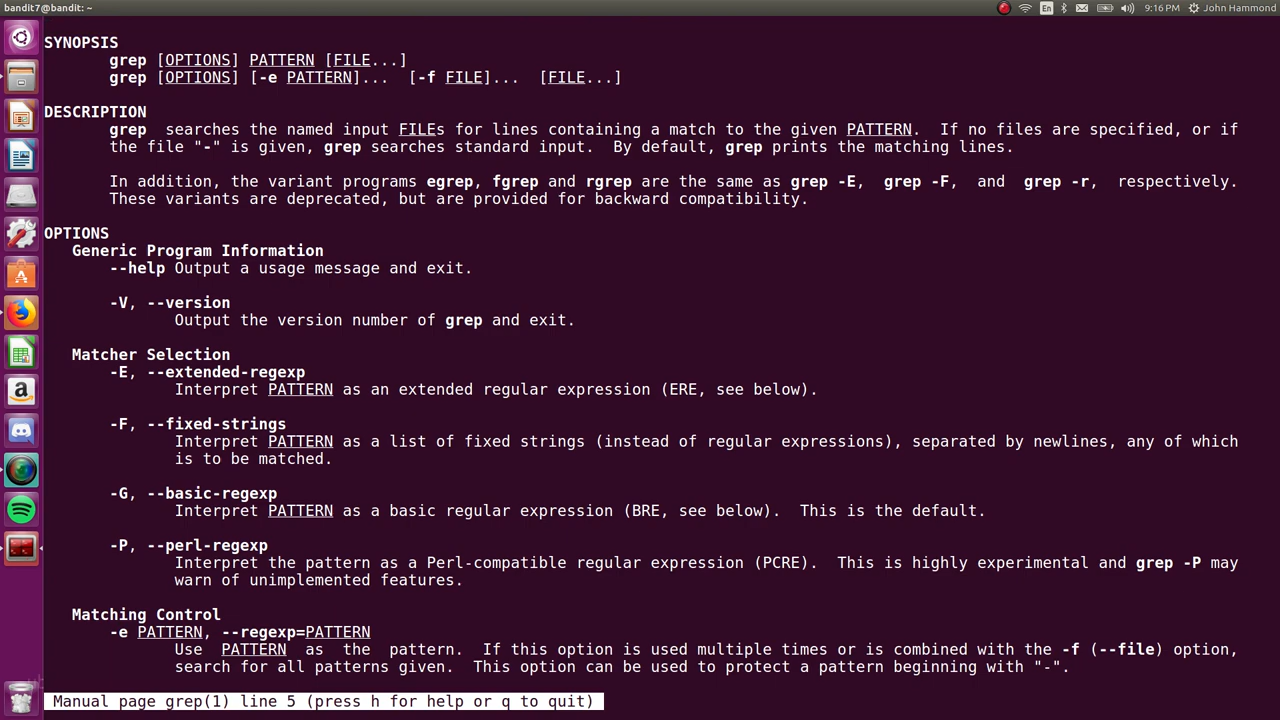 bandit7@bandit: ~
En
9:16 PM
John Hammond
SYNOPSIS
grep [OPTIONS] PATTERN [FILE...]
grep [OPTIONS] [-e PATTERN]... [-f FILE]... [FILE...]
DESCRIPTION
grep searches the named input FILEs for lines containing a match to the given PATTERN. If no files are specified, or if
the file "-" is given, grep searches standard input. By default, grep prints the matching lines.
In addition, the variant programs egrep, fgrep and rgrep are the same as grep -E, grep -F, and grep -r, respectively.
These variants are deprecated, but are provided for backward compatibility.
OPTIONS
Generic Program Information
--help Output a usage message and exit.
-V, --version
Output the version number of grep and exit.
Matcher Selection
-E, --extended-regexp
Interpret PATTERN as an extended regular expression (ERE, see below).
-F, --fixed-strings
Interpret PATTERN as a list of fixed strings (instead of regular expressions), separated by newlines, any of which
is to be matched.
-G, --basic-regexp
Interpret PATTERN as a basic regular expression (BRE, see below). This is the default.
-P, --perl-regexp
Interpret the pattern as a Perl-compatible regular expression (PCRE). This is highly experimental and grep -P may
warn of unimplemented features.
Matching Control
-e PATTERN, --regexp=PATTERN
Use PATTERN as the pattern. If this option is used multiple times or is combined with the -f (--file) option,
search for all patterns given. This option can be used to protect a pattern beginning with "-".
Manual page grep(1) line 5 (press h for help or q to quit)